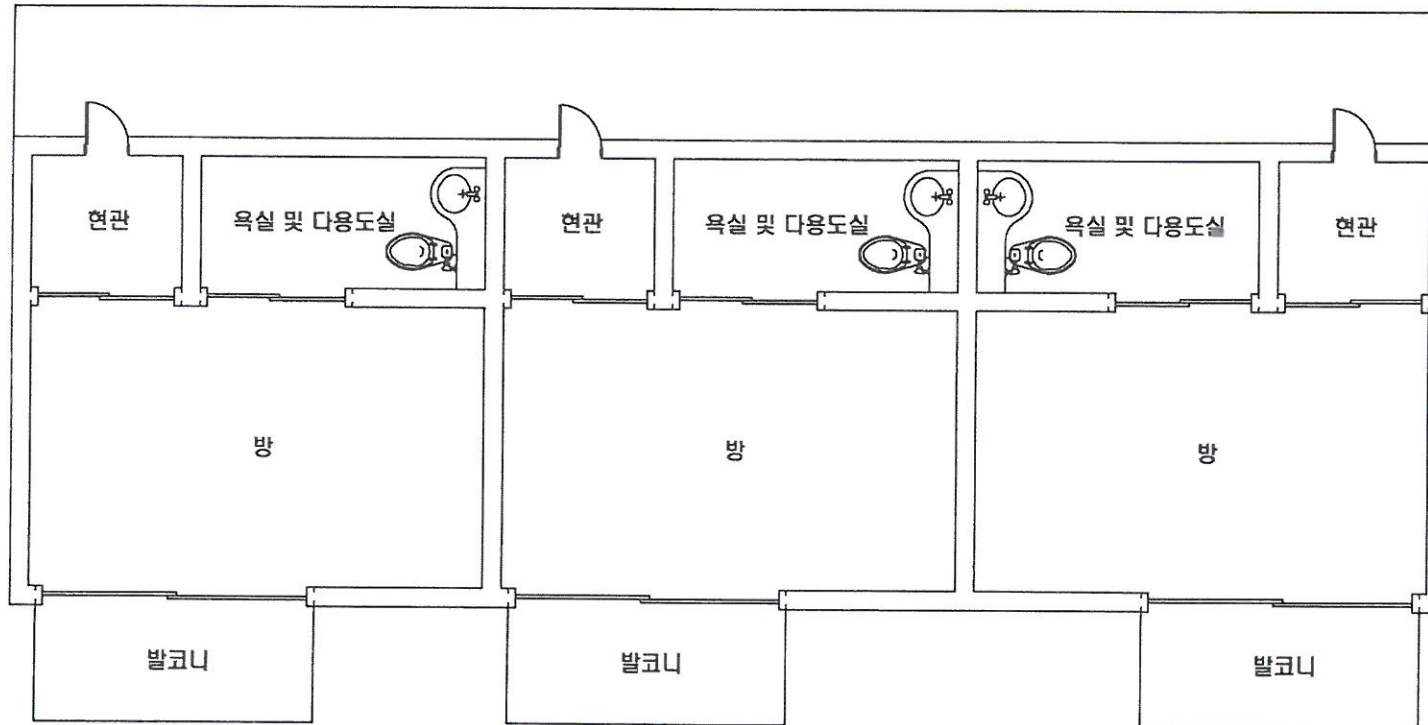 현관
욕실 및 다용도실
현관
욕실 및 다용도실
욕실 및 다용도실
현관
방
방
방
발코니
발코니
발코니